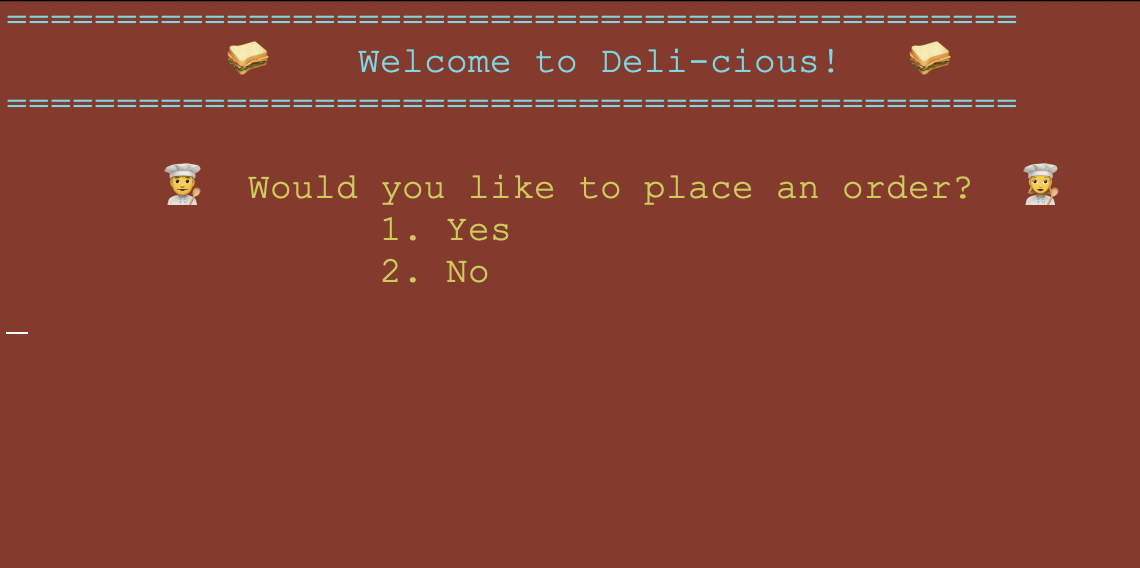 ==============================================
🥪 Welcome to Deli-cious! 🥪
==============================================
👨‍🍳 Would you like to place an order? 👩‍🍳
1. Yes
2. No
_